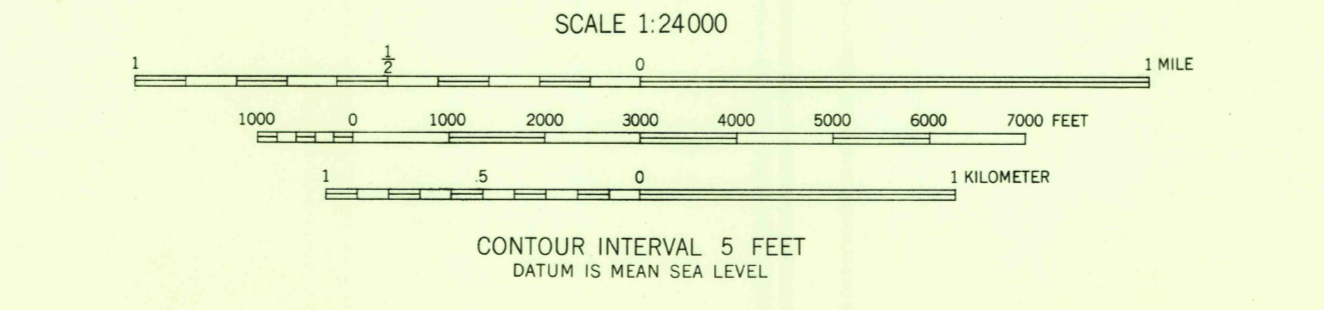 SCALE 1:24000
1 1/2 0 1 MILE
1000 0 1000 2000 3000 4000 5000 6000 7000 FEET
1 .5 0 1 KILOMETER
CONTOUR INTERVAL 5 FEET
DATUM IS MEAN SEA LEVEL